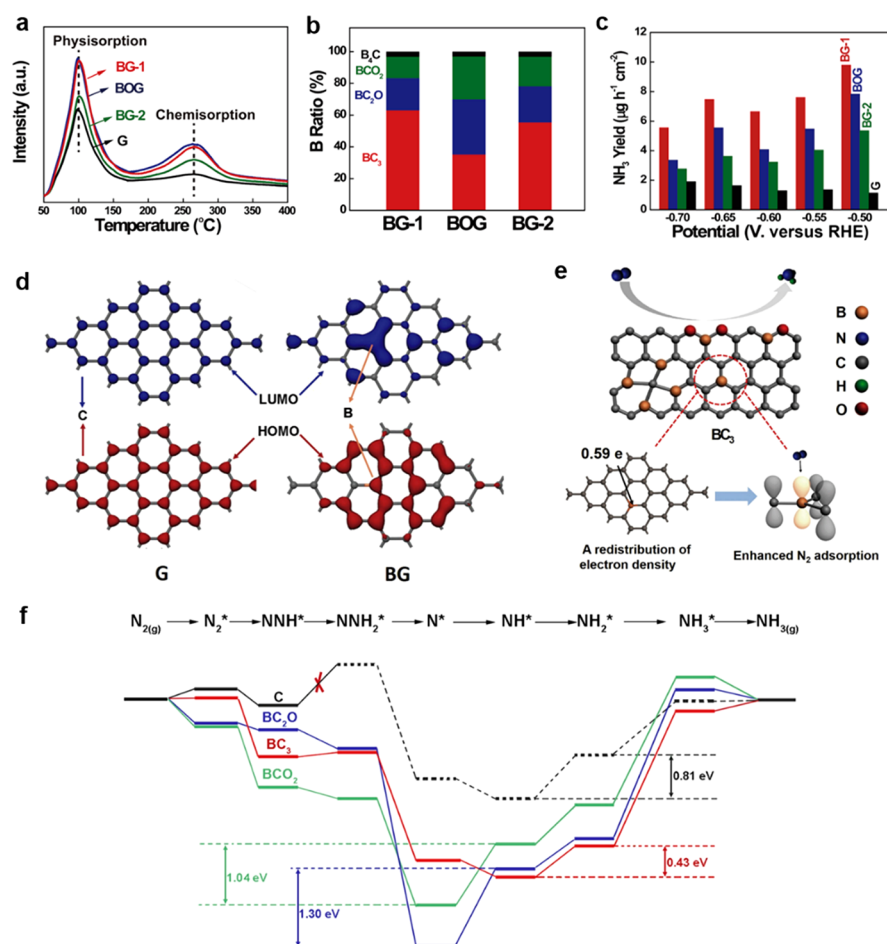 a
Intensity (a.u.)
Physisorption
BG-1
BOG
BG-2
G
Chemisorption
50 100 150 200 250 300 400
Temperature (°C)
b
B Ratio (%)
100
80
60
40
20
0
B₄C
BCO₂
BC₂O
BC₃
BG-1 BOG BG-2
c
NH₃ Yield (µg h⁻¹ cm⁻²)
12
10
8
6
4
2
0
BG-1
BOG
BG-2
G
-0.70 -0.65 -0.60 -0.55 -0.50
Potential (V. versus RHE)
d
LUMO
C
B
HOMO
G
BG
e
B
N
C
H
O
BC₃
0.59 e
A redistribution of
electron density
Enhanced N₂ adsorption
f
N₂(g) → N₂* → NNH* → NNH₂* → N* → NH* → NH₂* → NH₃* → NH₃(g)
C
BC₂O
BC₃
BCO₂
0.81 eV
0.43 eV
1.04 eV
1.30 eV